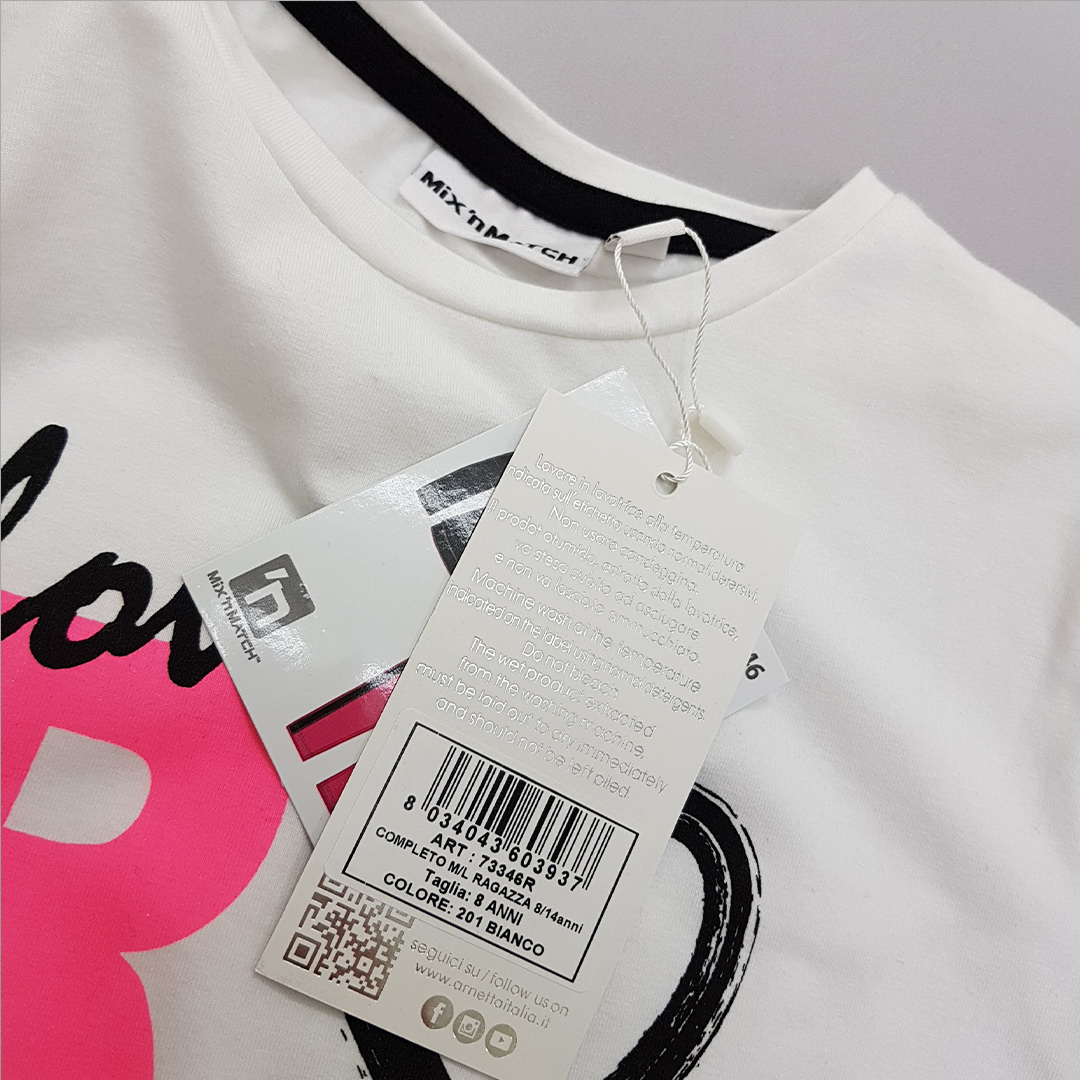 Mix'n MATCH
lov
B
Mix'n MATCH™
46
Lavare in lavatrice alla temperatura
indicata sull'etichetta, usando normali detersivi.
Non usare candeggina.
Il prodotto umido, estratto dalla lavatrice,
va steso subito ad asciugare
e non va lasciato ammucchiato.
Machine wash at the temperature
indicated on the label using normal detergents.
Do not bleach.
The wet product extracted
from the washing machine,
must be laid out to dry immediately
and should not be left piled.
8 034043 603937
ART : 73346R
COMPLETO M/L RAGAZZA 8/14anni
Taglia: 8 ANNI
COLORE: 201 BIANCO
seguici su / follow us on
www.arnettaitalia.it